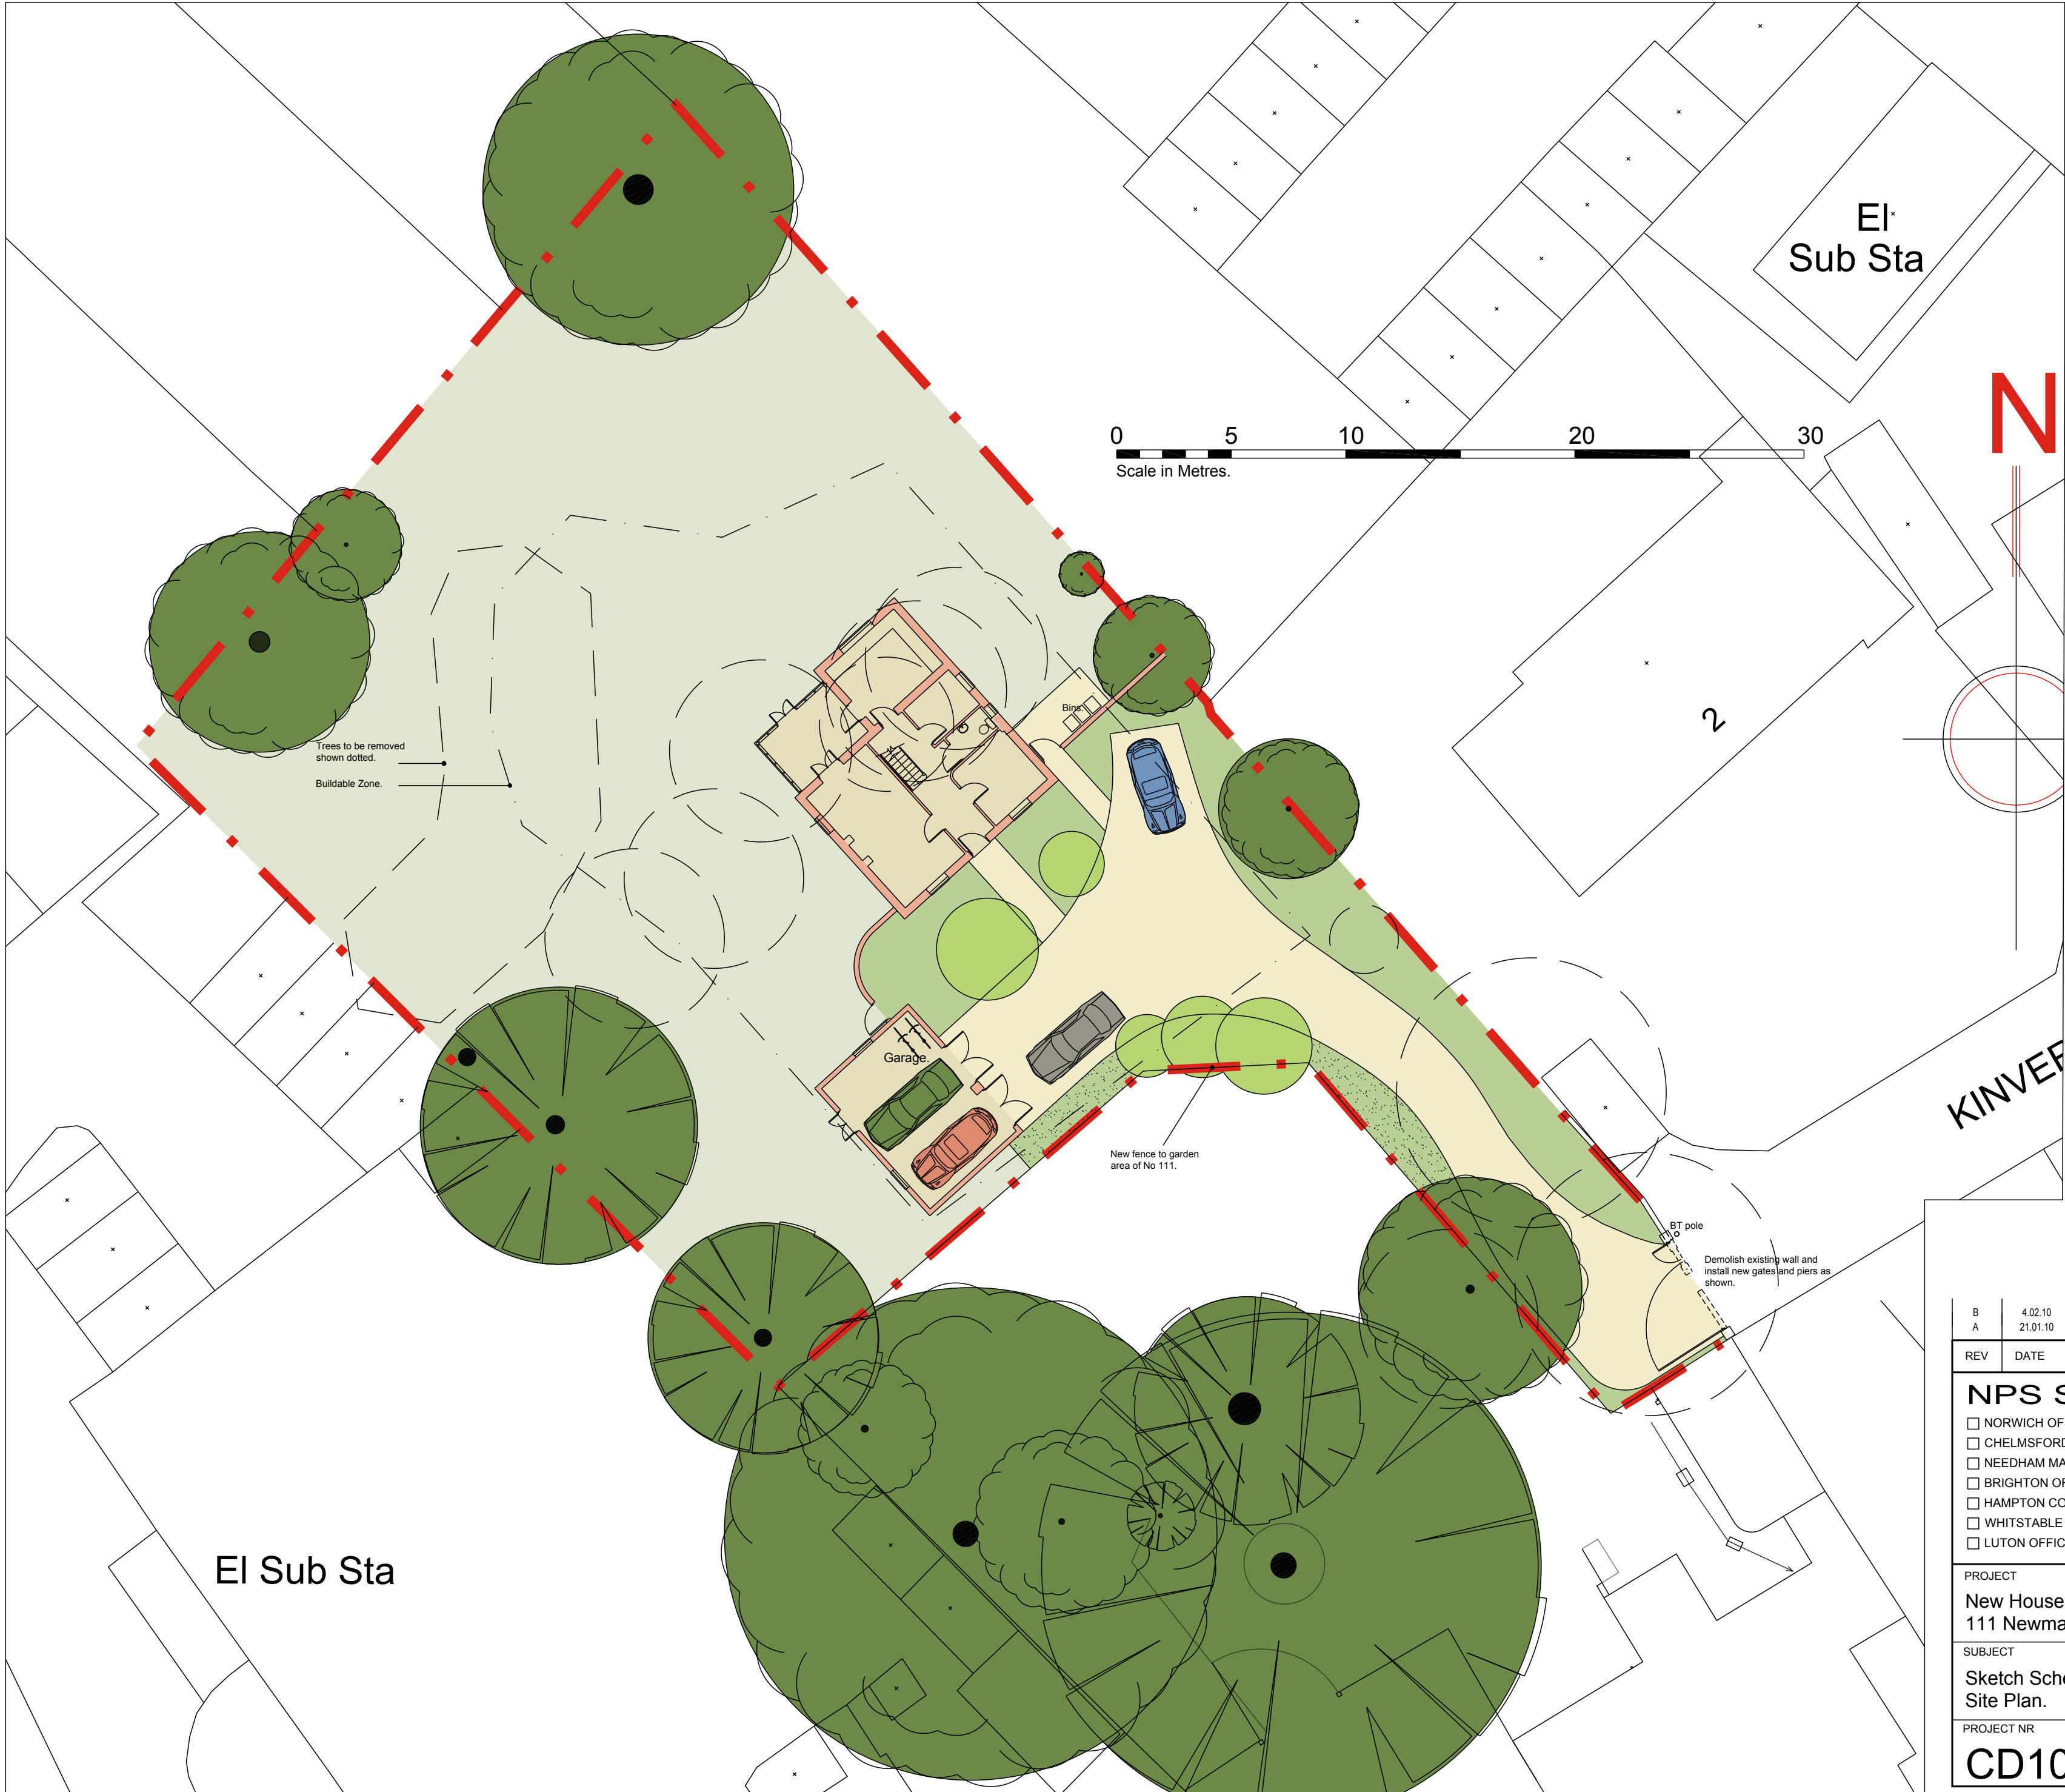 El
Sub Sta
N
0 5 10 20 30
Scale in Metres.
2
Bins.
Trees to be removed
shown dotted.
Buildable Zone.
Garage.
KINVER
New fence to garden
area of No 111.
BT pole
Demolish existing wall and
install new gates and piers as
shown.
El Sub Sta
B 4.02.10
A 21.01.10
REV DATE
NPS S
NORWICH OF
CHELMSFORD
NEEDHAM MA
BRIGHTON OF
HAMPTON CO
WHITSTABLE
LUTON OFFIC
PROJECT
New House
111 Newma
SUBJECT
Sketch Sche
Site Plan.
PROJECT NR
CD10